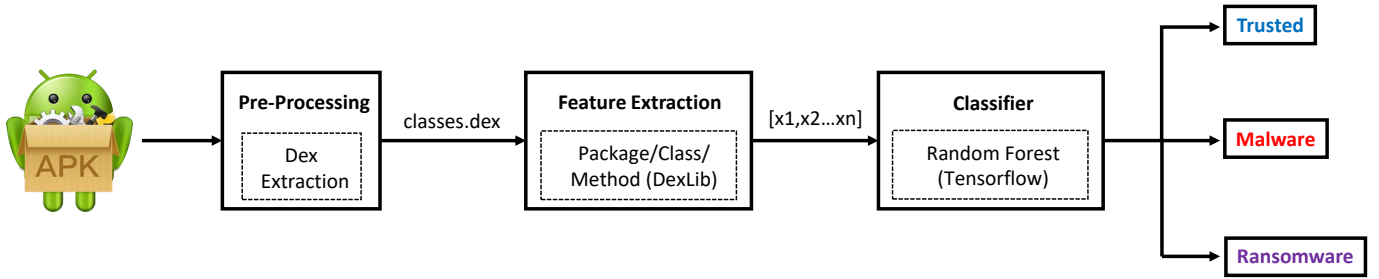 APK
Pre-Processing
Dex
Extraction
classes.dex
Feature Extraction
Package/Class/
Method (DexLib)
[x1,x2...xn]
Classifier
Random Forest
(Tensorflow)
Trusted
Malware
Ransomware